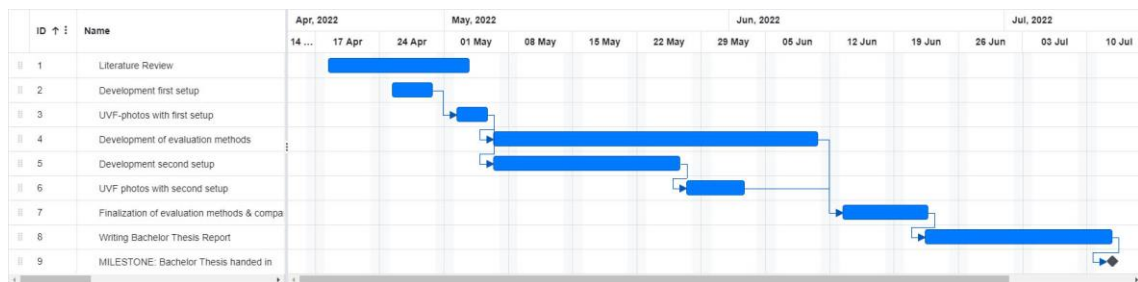 Apr, 2022 May, 2022 Jun, 2022 Jul, 2022
ID Name
14 ... 17 Apr 24 Apr 01 May 08 May 15 May 22 May 29 May 05 Jun 12 Jun 19 Jun 26 Jun 03 Jul 10 Jul
1 Literature Review
2 Development first setup
3 UVF-photos with first setup
4 Development of evaluation methods
5 Development second setup
6 UVF photos with second setup
7 Finalization of evaluation methods & compa
8 Writing Bachelor Thesis Report
9 MILESTONE: Bachelor Thesis handed in